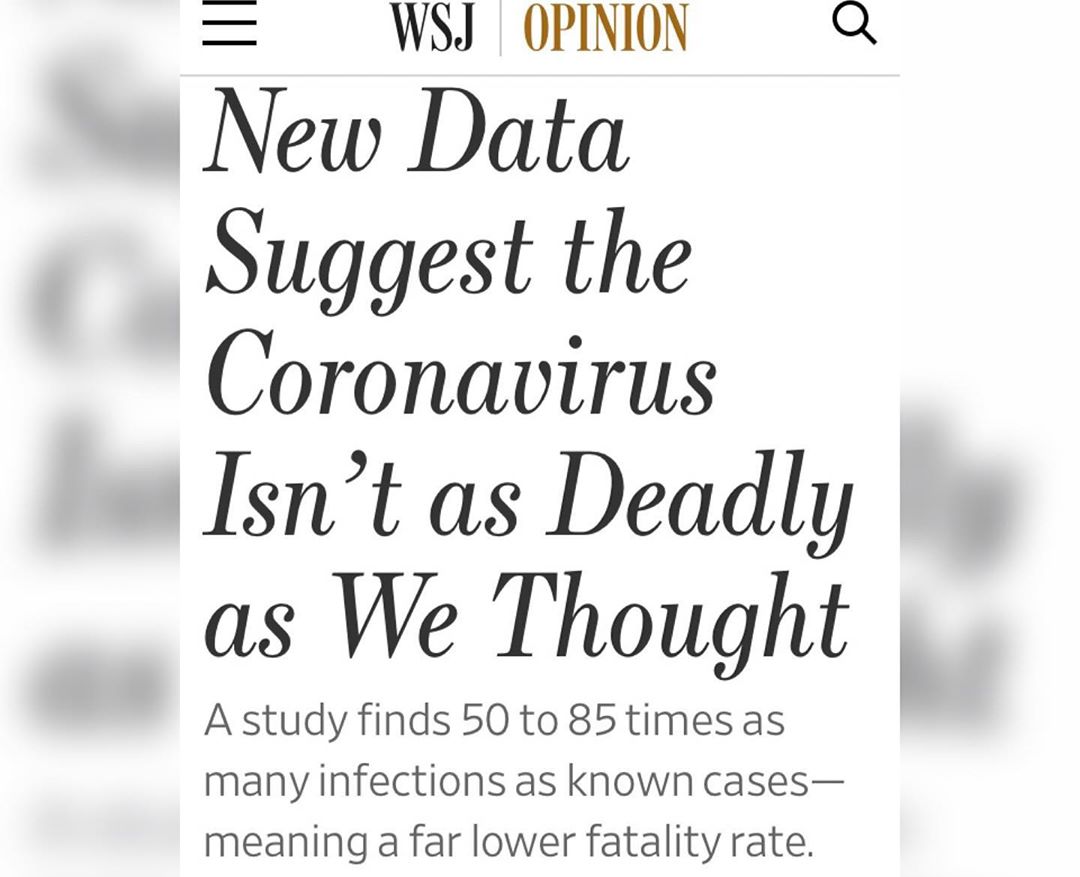 WSJ | OPINION
New Data
Suggest the
Coronavirus
Isn’t as Deadly
as We Thought
A study finds 50 to 85 times as
many infections as known cases—
meaning a far lower fatality rate.